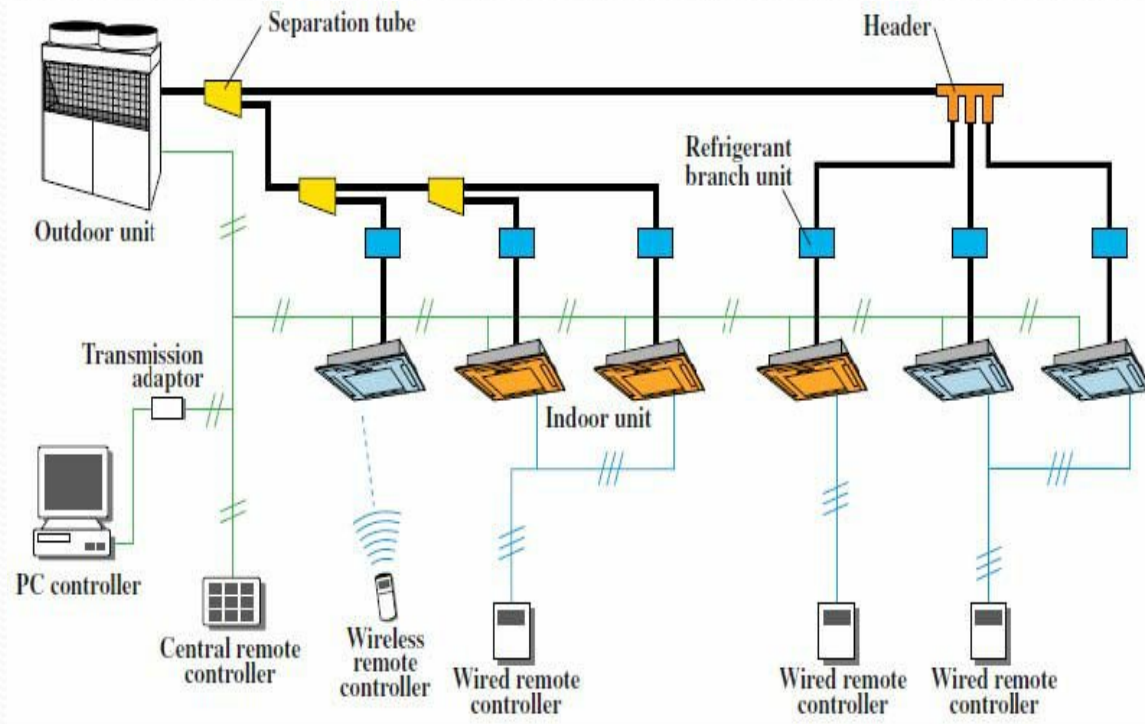 Separation tube
Header
Refrigerant
branch unit
Outdoor unit
Transmission
adaptor
Indoor unit
PC controller
Central remote
controller
Wireless
remote
controller
Wired remote
controller
Wired remote
controller
Wired remote
controller